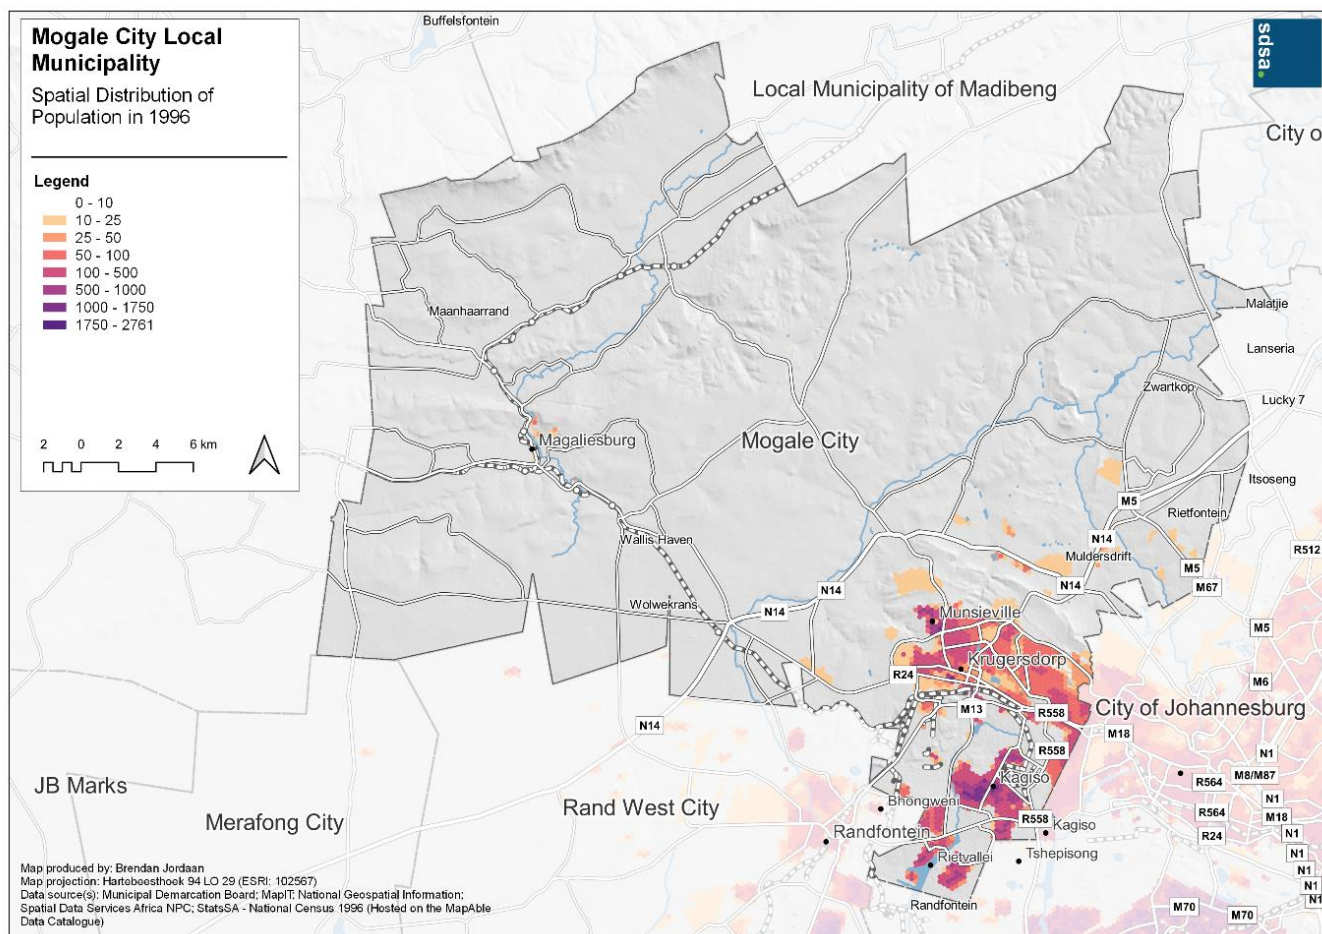 Mogale City Local
Municipality
Spatial Distribution of
Population in 1996
Legend
0 - 10
10 - 25
25 - 50
50 - 100
100 - 500
500 - 1000
1000 - 1750
1750 - 2761
2 0 2 4 6 km
Buffelsfontein
sdsa
Local Municipality of Madibeng
City o
Maanhaarrand
Malatjie
Lanseria
Zwartkop
Lucky 7
Magaliesburg
Mogale City
Itsoseng
M5
Rietfontein
Wallis Haven
N14
Muldersdrift
R512
M5
N14
M67
N14
N14
Wolwekrans
Munsieville
M5
Krugersdorp
R24
M6
M13
R558
City of Johannesburg
N14
M18
R558
N1
JB Marks
Kagiso
M8/M87
R564
N1
Rand West City
Bhongweni
R564
M18
Merafong City
R558
Kagiso
Randfontein
R24
N1
Tshepisong
N1
Rietvallei
N1
N1
Randfontein
M70
M70
N1
Map produced by: Brendan Jordaan
Map projection: Hartebeesthoek 94 LO 29 (ESRI: 102567)
Data source(s): Municipal Demarcation Board; MapIT; National Geospatial Information;
Spatial Data Services Africa NPC; StatsSA - National Census 1996 (Hosted on the MapAble
Data Catalogue)